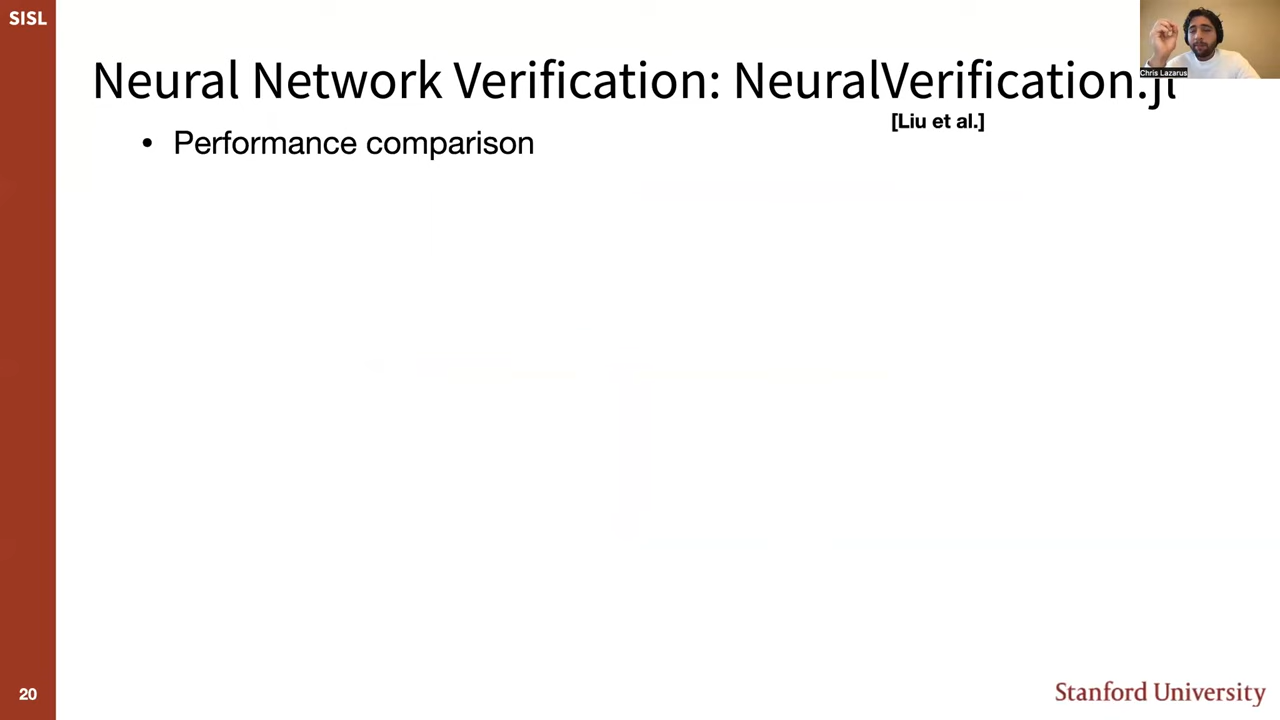 SISL
Chris Lazarus
Neural Network Verification: NeuralVerification.jl
[Liu et al.]
• Performance comparison
20
Stanford University